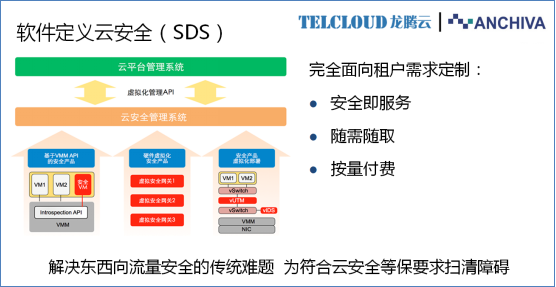 软件定义云安全（SDS）
TELCLOUD 龙腾云 ANCHIVA
云平台管理系统
虚拟化管理API
云安全管理系统
基于VMM API
的安全产品
VM1 VM2 安全
VM
Introspection API
VMM
硬件虚拟化
安全产品
虚拟安全网关1
虚拟安全网关2
虚拟安全网关3
安全产品
虚拟化部署
VM1 VM2
vSwitch
vUTM
vSwitch vIDS
VMM
NIC
完全面向租户需求定制：
● 安全即服务
● 随需随取
● 按量付费
解决东西向流量安全的传统难题 为符合云安全等保要求扫清障碍